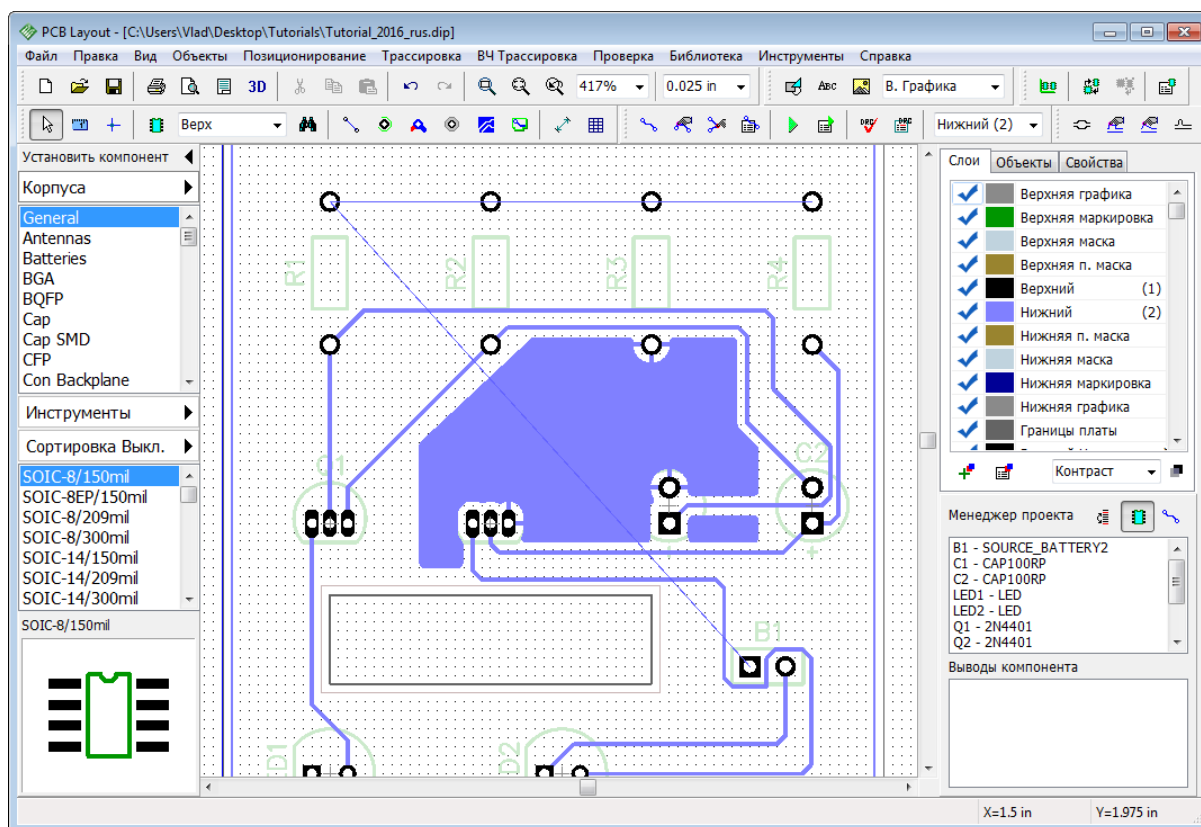 PCB Layout - [C:\Users\Vlad\Desktop\Tutorials\Tutorial_2016_rus.dip]
Файл Правка Вид Объекты Позиционирование Трассировка ВЧ Трассировка Проверка Библиотека Инструменты Справка
3D 417% 0.025 in ABC В. Графика
Верх DRC DRC Нижний (2)
Установить компонент
Корпуса
General
Antennas
Batteries
BGA
BQFP
Cap
Cap SMD
CFP
Con Backplane
Инструменты
Сортировка Выкл.
SOIC-8/150mil
SOIC-8EP/150mil
SOIC-8/209mil
SOIC-8/300mil
SOIC-14/150mil
SOIC-14/209mil
SOIC-14/300mil
SOIC-8/150mil
R1 R2 R3 R4
Q1 C2
B1
D1 D2
Слои Объекты Свойства
Верхняя графика
Верхняя маркировка
Верхняя маска
Верхняя п. маска
Верхний (1)
Нижний (2)
Нижняя п. маска
Нижняя маска
Нижняя маркировка
Нижняя графика
Границы платы
Контраст
Менеджер проекта
B1 - SOURCE_BATTERY2
C1 - CAP100RP
C2 - CAP100RP
LED1 - LED
LED2 - LED
Q1 - 2N4401
Q2 - 2N4401
Выводы компонента
X=1.5 in Y=1.975 in